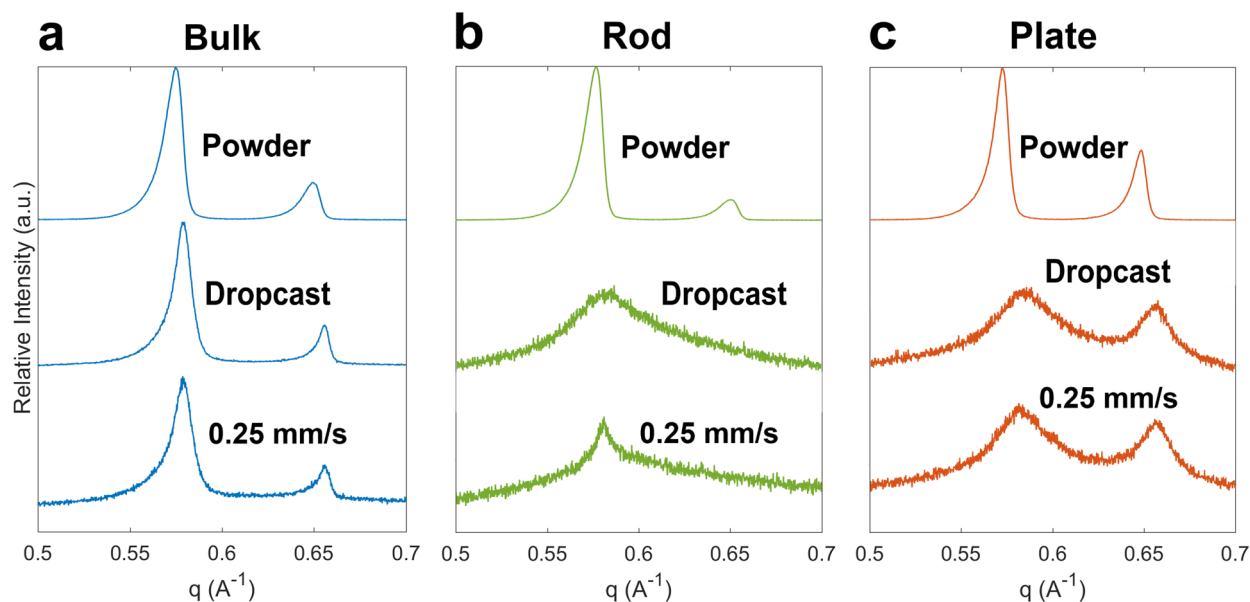 a Bulk
b Rod
c Plate
Relative Intensity (a.u.)
Powder
Dropcast
0.25 mm/s
0.5 0.55 0.6 0.65 0.7
q (A⁻¹)
Powder
Dropcast
0.25 mm/s
0.5 0.55 0.6 0.65 0.7
q (A⁻¹)
Powder
Dropcast
0.25 mm/s
0.5 0.55 0.6 0.65 0.7
q (A⁻¹)